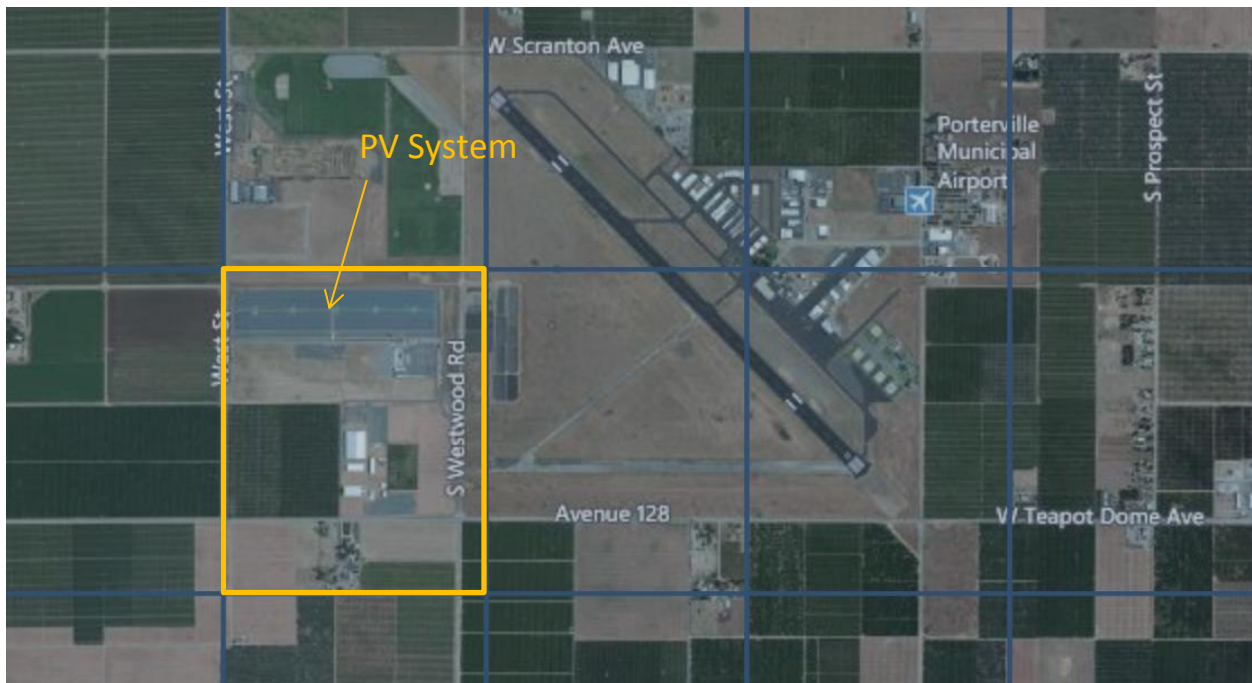 W Scranton Ave
West St
PV System
Porterville
Municipal
Airport
S Prospect St
West St
S Westwood Rd
Avenue 128
W Teapot Dome Ave